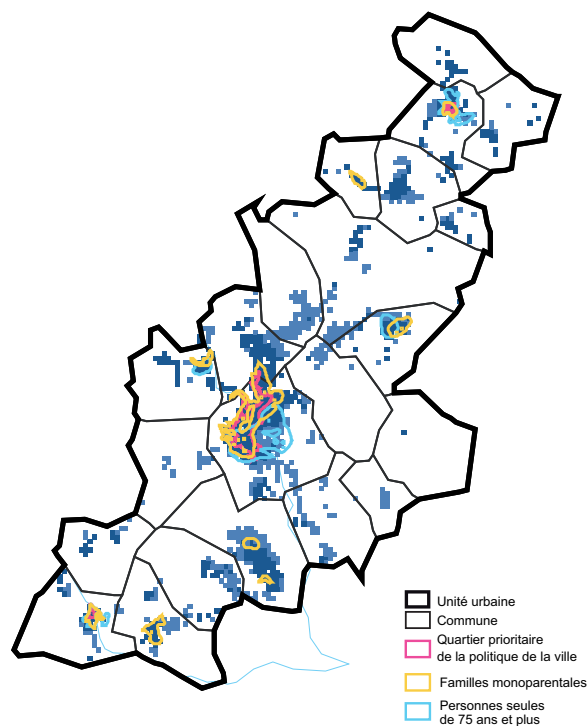 Unité urbaine
Commune
Quartier prioritaire
de la politique de la ville
Familles monoparentales
Personnes seules
de 75 ans et plus